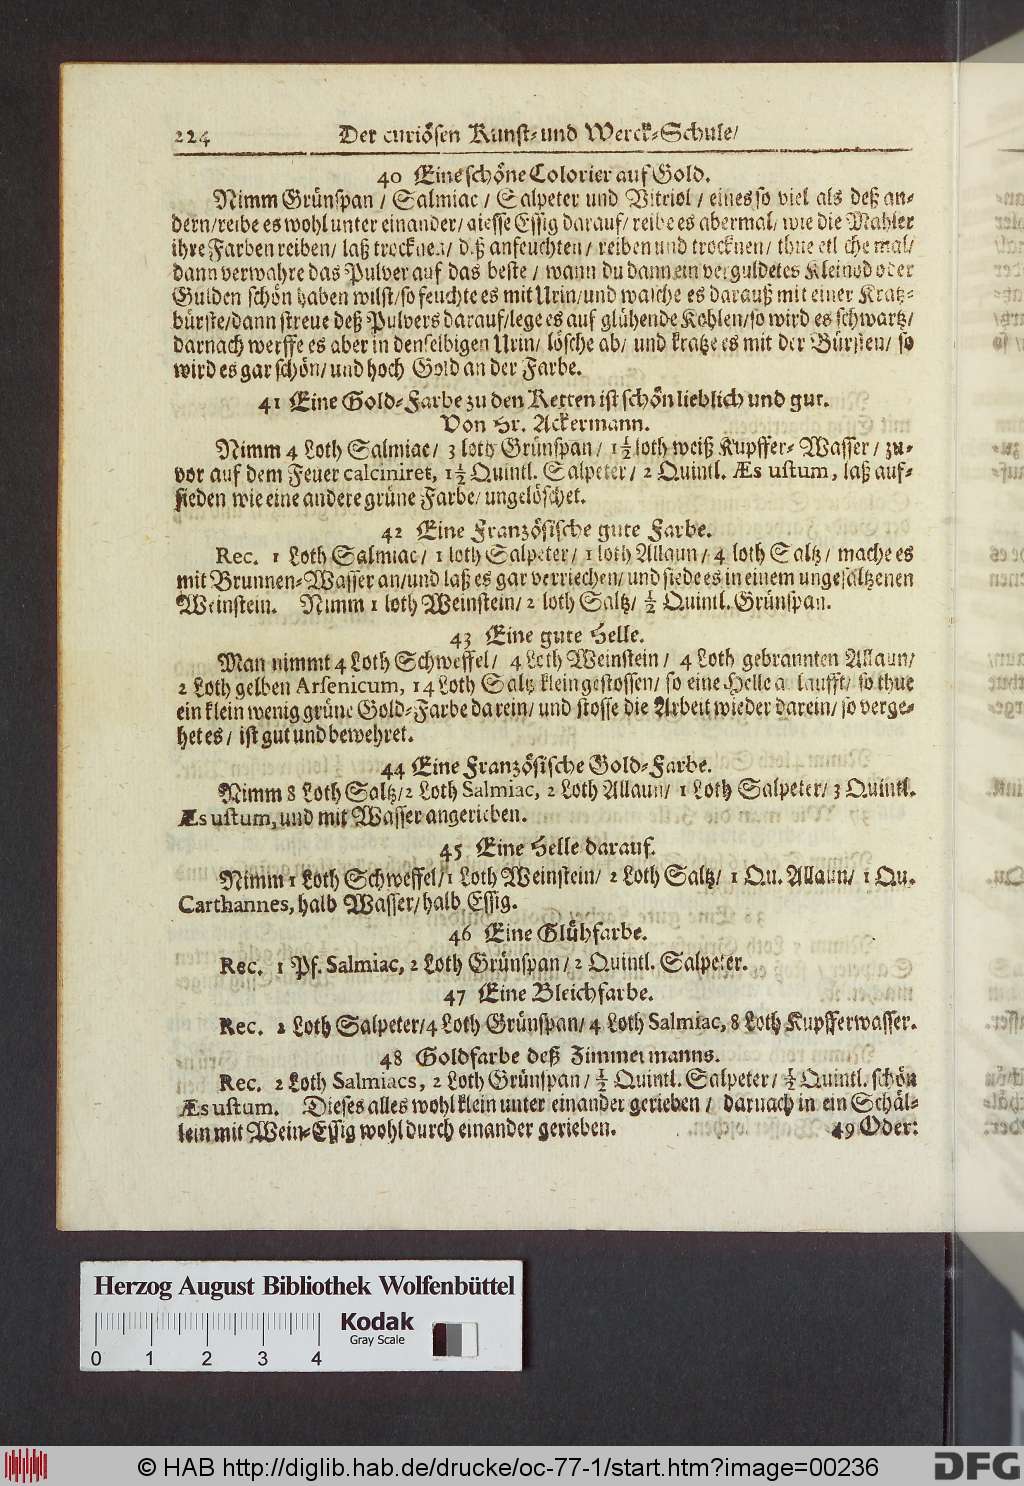 224 Der curiösen Kunst- und Werck-Schule/
40 Eine schöne Colorier auf Gold.
Nimm Grünspan / Salmiac / Salpeter und Vitriol / eines so viel als deß an-
dern/reibe es wohl unter einander/ giesse Essig darauf/ reibe es abermal/ wie die Mahler
ihre Farben reiben/ laß trocknen/ deß anfeuchten/ reiben und trocknen/ thue etliche mal/
dann verwahre das Pulver auf das beste / wann du dann ein verguldetes Kleinod oder
Gulden schön haben wilst/so feuchte es mit Urin/und wasche es darauß mit einer Kratz-
bürste/dann streue deß Pulvers darauf/lege es auf glühende Kohlen/so wird es schwartz/
darnach werffe es aber in denselbigen Urin/ lösche ab/ und kratze es mit der Bürsten/ so
wird es gar schön/ und hoch Gold an der Farbe.
41 Eine Gold-Farbe zu den Ketten ist schön lieblich und gut.
Von Hr. Ackermann.
Nimm 4 Loth Salmiac/ 3 loth Grünspan/ 1½ loth weiß Kupffer-Wasser / zu-
vor auf dem Feuer calciniret, 1½ Quintl. Salpeter/ 2 Quintl. Æs ustum, laß auf-
sieden wie eine andere grüne Farbe/ ungelöschet.
42 Eine Französische gute Farbe.
Rec. 1 Loth Salmiac/ 1 loth Salpeter/ 1 loth Allaun/ 4 loth Saltz/ mache es
mit Brunnen-Wasser an/und laß es gar verriechen/ und siede es in einem ungesaltzenen
Weinstein. Nimm 1 loth Weinstein/ 2 loth Saltz/ ½ Quintl. Grünspan.
43 Eine gute Helle.
Man nimmt 4 Loth Schweffel/ 4 Loth Weinstein/ 4 Loth gebrannten Allaun/
2 Loth gelben Arsenicum, 14 Loth Saltz klein gestossen/ so eine Helle anlaufft/ so thue
ein klein wenig grüne Gold-Farbe darein/ und stosse die Arbeit wieder darein/ so verge-
het es/ ist gut und bewehret.
44 Eine Französische Gold-Farbe.
Nimm 8 Loth Saltz/2 Loth Salmiac, 2 Loth Allaun/ 1 Loth Salpeter/ 3 Quintl.
Æs ustum, und mit Wasser angerieben.
45 Eine Helle darauf.
Nimm 1 Loth Schweffel/1 Loth Weinstein/ 2 Loth Saltz/ 1 Qu. Allaun/ 1 Qu.
Carthannes, halb Wasser/halb Essig.
46 Eine Glühfarbe.
Rec. 1 Pf. Salmiac, 2 Loth Grünspan/2 Quintl. Salpeter.
47 Eine Bleichfarbe.
Rec. 2 Loth Salpeter/4 Loth Grünspan/ 4 Loth Salmiac, 8 Loth Kupfferwasser.
48 Goldfarbe deß Zimmermanns.
Rec. 2 Loth Salmiacs, 2 Loth Grünspan/ ½ Quintl. Salpeter/ ½ Quintl. schön
Æs ustum. Dieses alles wohl klein unter einander gerieben / darnach in ein Schäl-
lein mit Wein-Essig wohl durch einander gerieben. 49 Oder:
Herzog August Bibliothek Wolfenbüttel
Kodak
Gray Scale
0 1 2 3 4
© HAB http://diglib.hab.de/drucke/oc-77-1/start.htm?image=00236
DFG